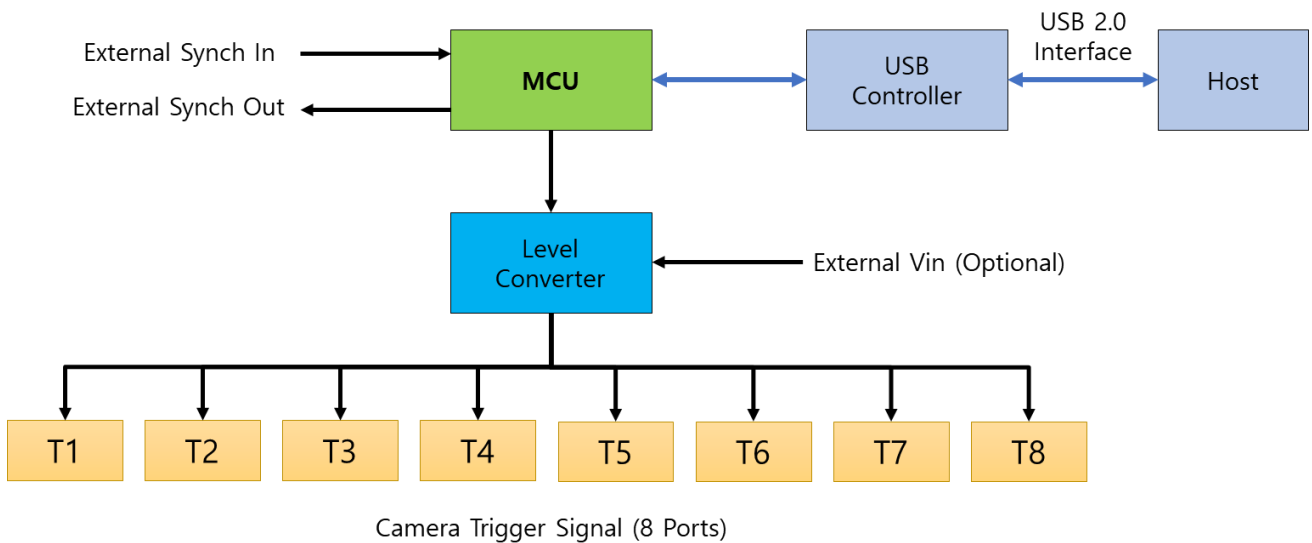 External Synch In
External Synch Out
MCU
USB
Controller
USB 2.0
Interface
Host
Level
Converter
External Vin (Optional)
T1
T2
T3
T4
T5
T6
T7
T8
Camera Trigger Signal (8 Ports)